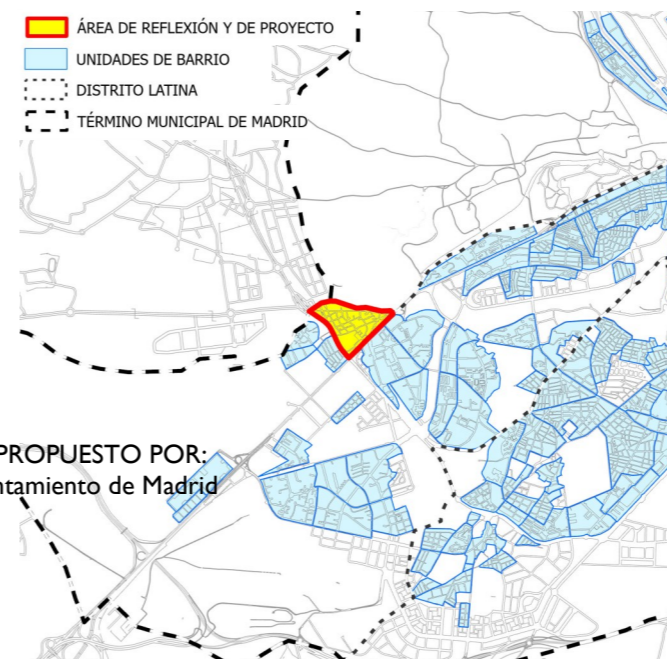 ÁREA DE REFLEXIÓN Y DE PROYECTO
UNIDADES DE BARRIO
DISTRITO LATINA
TÉRMINO MUNICIPAL DE MADRID
PROPUESTO POR:
ntamiento de Madrid